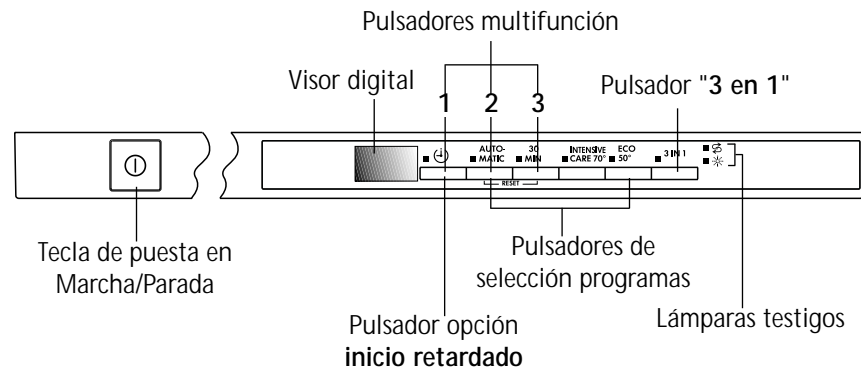 Pulsadores multifunción
Visor digital
Pulsador "3 en 1"
1 2 3
AUTO-
MATIC
30
MIN
INTENSIVE
CARE 70°
ECO
50°
3 IN 1
RESET
Tecla de puesta en
Marcha/Parada
Pulsadores de
selección programas
Pulsador opción
inicio retardado
Lámparas testigos